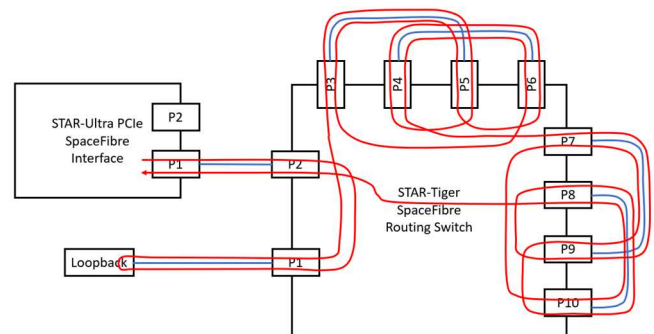 P3
P4
P5
P6
STAR-Ultra PCIe
SpaceFibre
Interface
P2
P1
P2
P7
STAR-Tiger
SpaceFibre
Routing Switch
P8
Loopback
P1
P9
P10